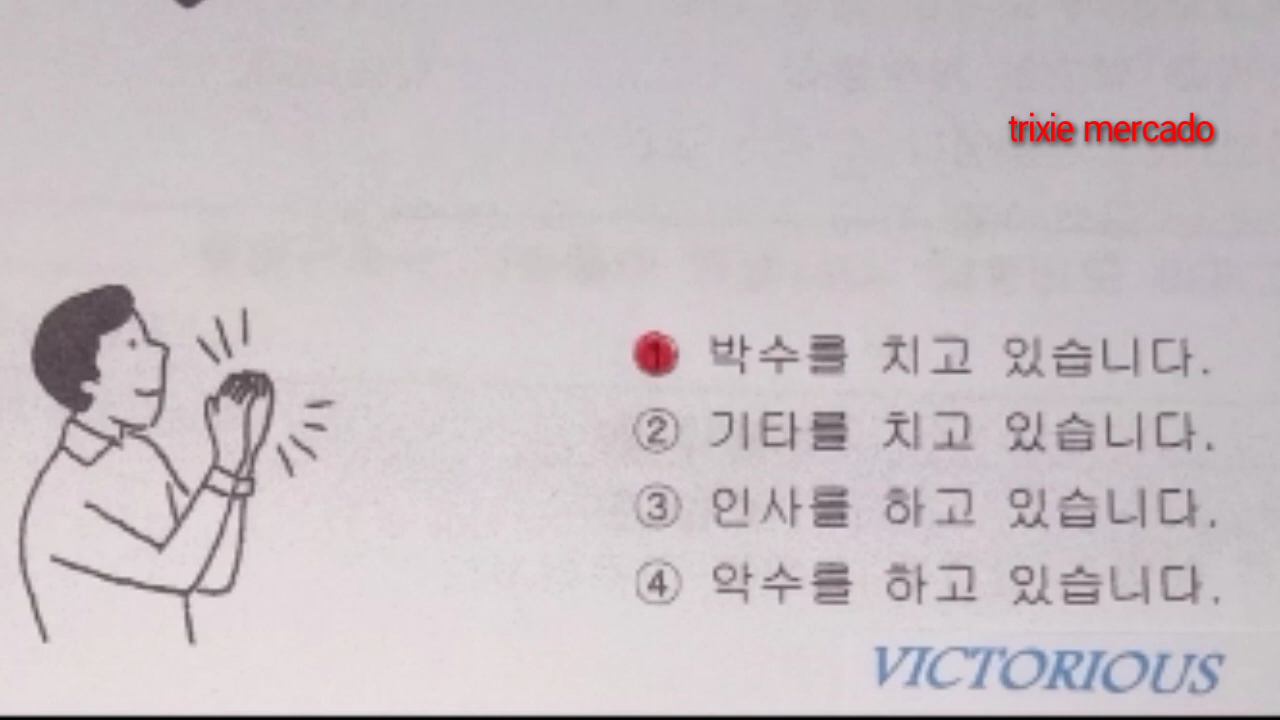 trixie mercado
① 박수를 치고 있습니다.
② 기타를 치고 있습니다.
③ 인사를 하고 있습니다.
④ 악수를 하고 있습니다.
VICTORIOUS